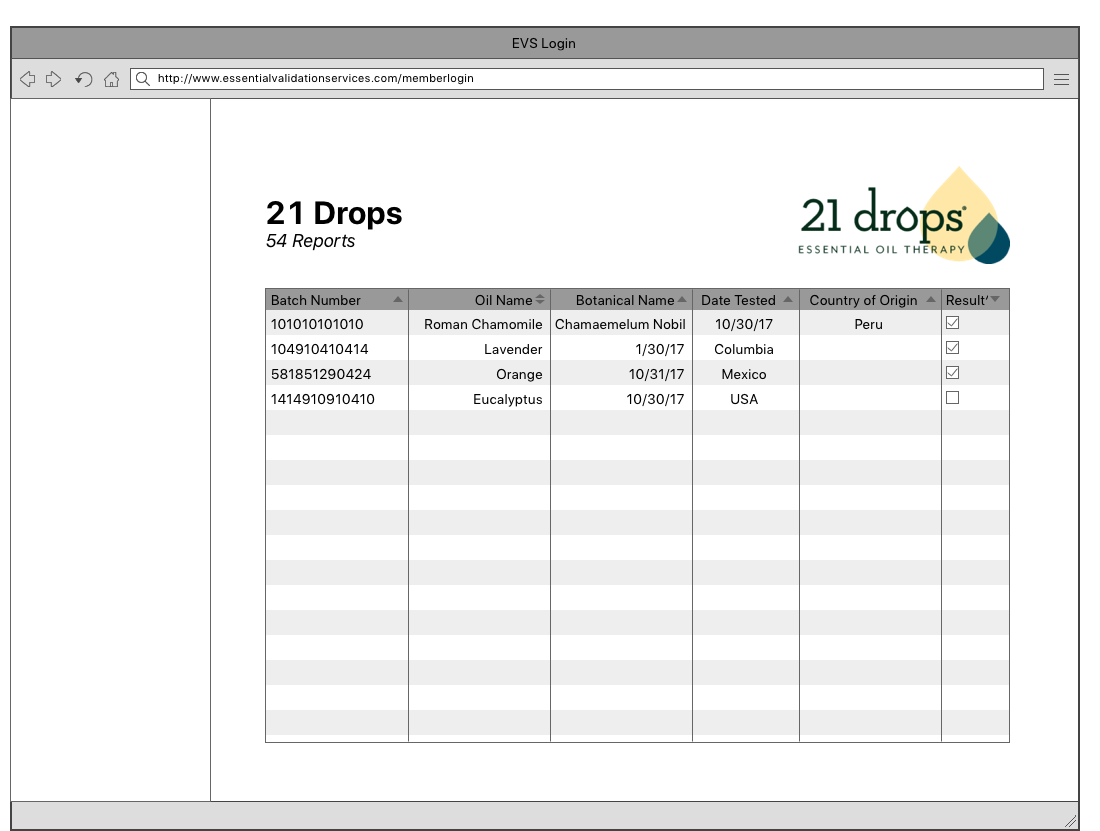 EVS Login
http://www.essentialvalidationservices.com/memberlogin
21 Drops
54 Reports
21 drops
ESSENTIAL OIL THERAPY
Batch Number Oil Name Botanical Name Date Tested Country of Origin Result
101010101010 Roman Chamomile Chamaemelum Nobil 10/30/17 Peru
104910410414 Lavender 1/30/17 Columbia
581851290424 Orange 10/31/17 Mexico
1414910910410 Eucalyptus 10/30/17 USA